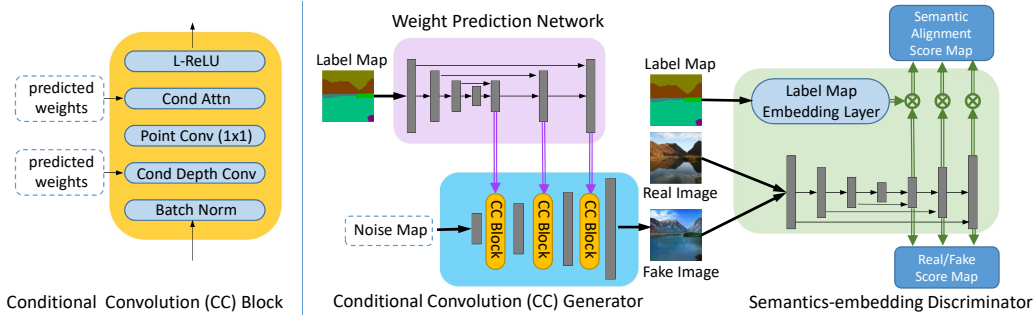 L-ReLU
predicted
weights
Cond Attn
Point Conv (1x1)
predicted
weights
Cond Depth Conv
Batch Norm
Conditional Convolution (CC) Block
Weight Prediction Network
Label Map
Noise Map
CC Block
CC Block
CC Block
Conditional Convolution (CC) Generator
Label Map
Real Image
Fake Image
Semantic
Alignment
Score Map
Label Map
Embedding Layer
Real/Fake
Score Map
Semantics-embedding Discriminator